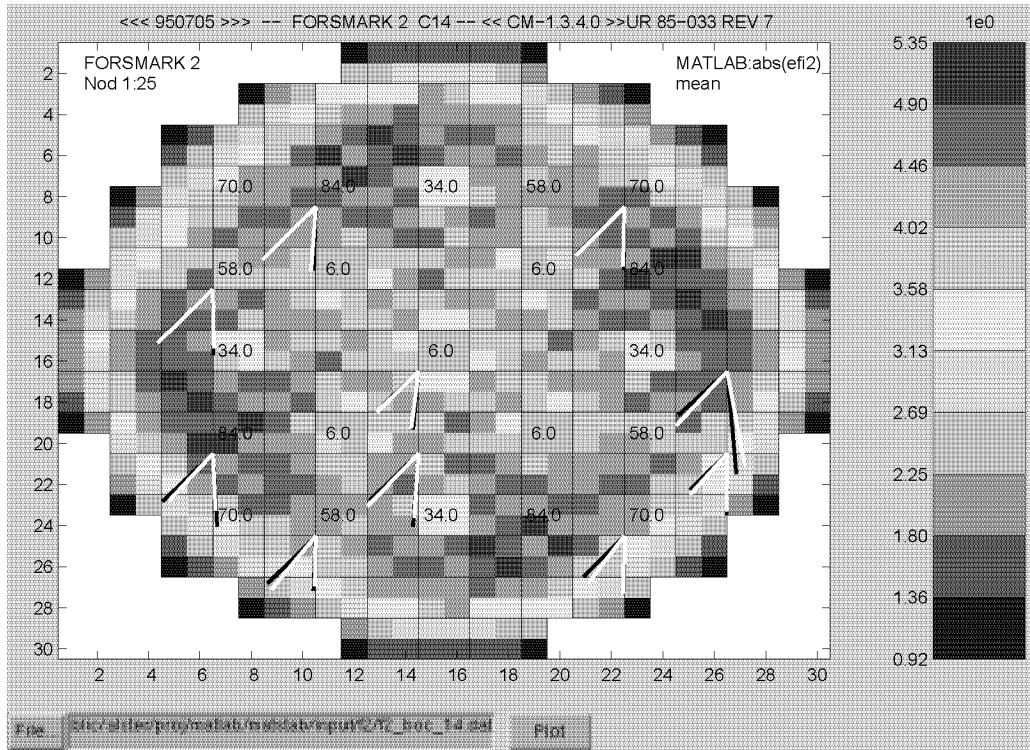 <<< 950705 >>> -- FORSMARK 2 C14 -- << CM-1.3.4.0 >>UR 85-033 REV 7
1e0
FORSMARK 2
Nod 1:25
MATLAB:abs(efi2)
mean
2
4
6
8
10
12
14
16
18
20
22
24
26
28
30
70.0 84.0 34.0 58.0 70.0
58.0 6.0 6.0 84.0
34.0 6.0 34.0
84.0 6.0 6.0 58.0
70.0 58.0 34.0 84.0 70.0
2 4 6 8 10 12 14 16 18 20 22 24 26 28 30
5.35
4.90
4.46
4.02
3.58
3.13
2.69
2.25
1.80
1.36
0.92
File...
Plot